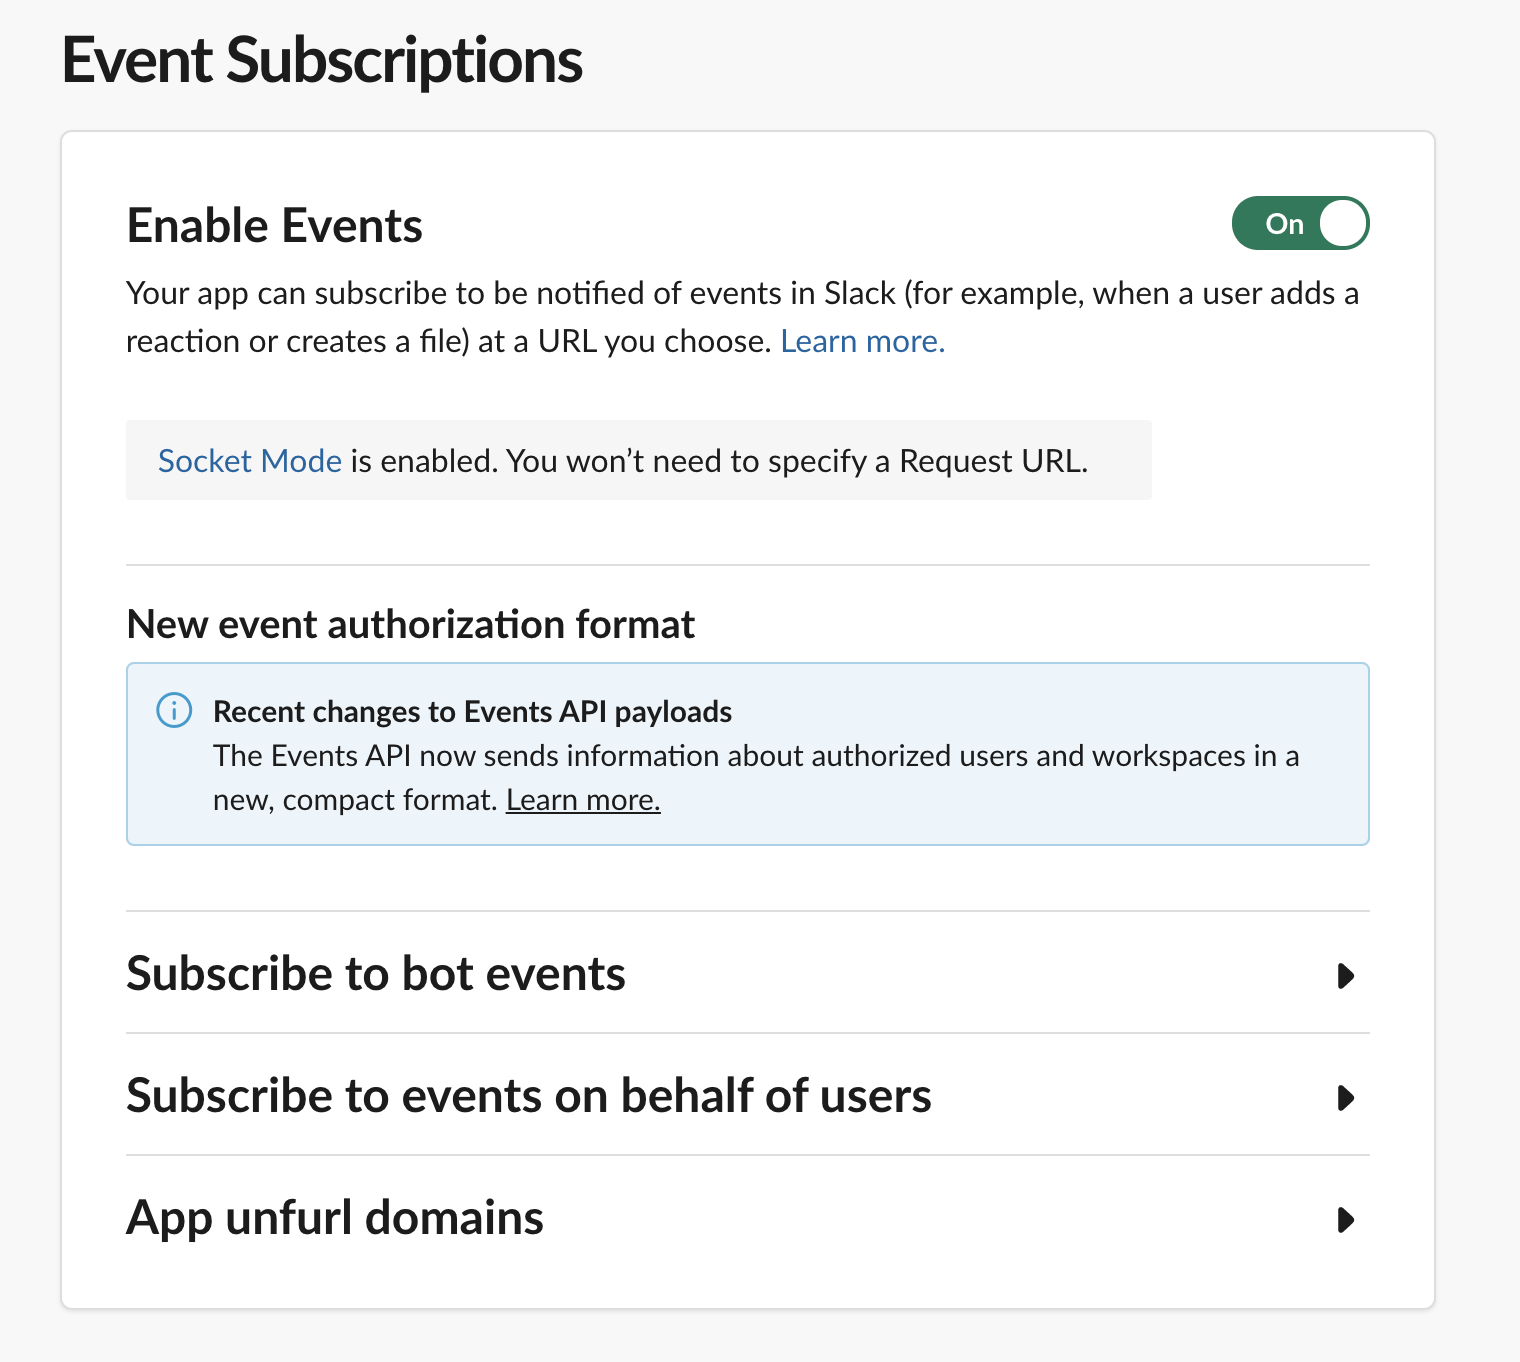 Event Subscriptions
Enable Events
On
Your app can subscribe to be notified of events in Slack (for example, when a user adds a
reaction or creates a file) at a URL you choose. Learn more.
Socket Mode is enabled. You won’t need to specify a Request URL.
New event authorization format
Recent changes to Events API payloads
The Events API now sends information about authorized users and workspaces in a
new, compact format. Learn more.
Subscribe to bot events
Subscribe to events on behalf of users
App unfurl domains